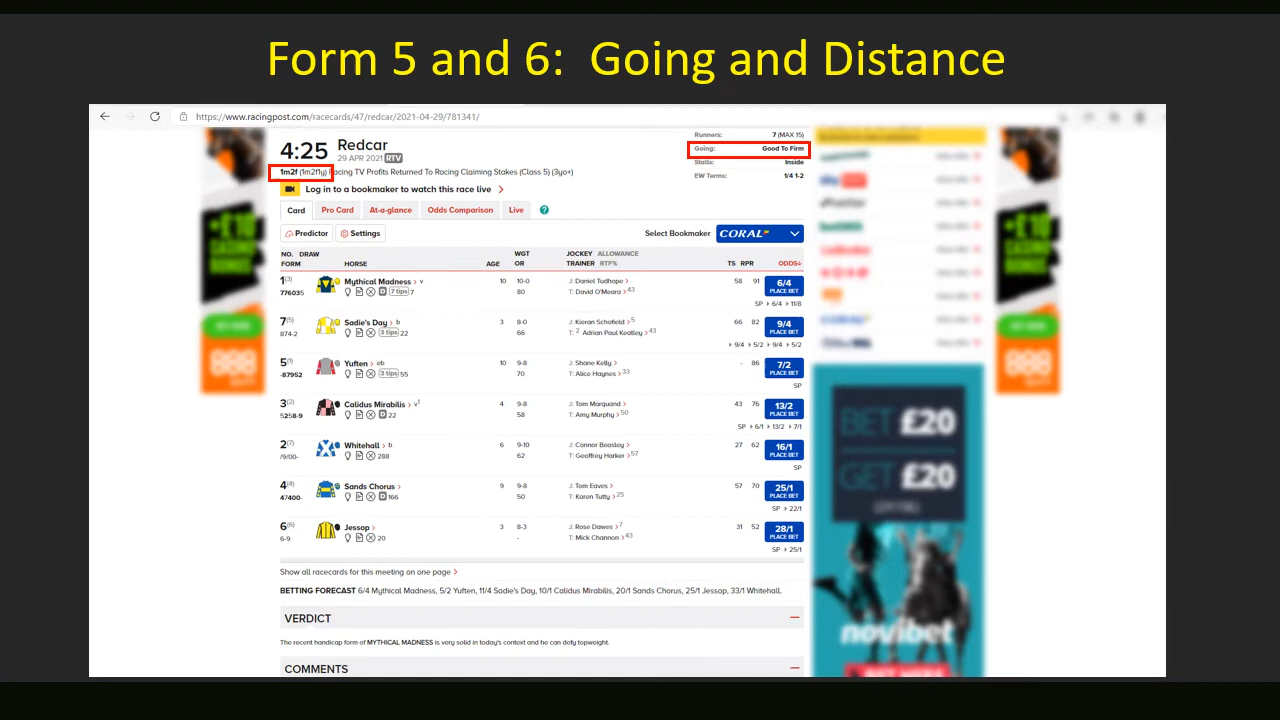 Form 5 and 6:  Going and Distance
https://www.racingpost.com/racecards/47/redcar/2021-04-29/781341/
4:25 Redcar
29 APR 2021 RTV
1m2f (1m2f1y) Racing TV Profits Returned To Racing Claiming Stakes (Class 5) (3yo+)
Runners: 7 (MAX 15)
Going: Good To Firm
Stalls: Inside
EW Terms: 1/4 1-2
Log in to a bookmaker to watch this race live
Card Pro Card At-a-glance Odds Comparison Live ?
Predictor Settings Select Bookmaker CORAL
NO. DRAW WGT JOCKEY ALLOWANCE
FORM HORSE AGE OR TRAINER RTF% TS RPR ODDS
1(3) Mythical Madness v 10 10-0 J: Daniel Tudhope 58 91 6/4
776035 D 7 tips 7 80 T: David O'Meara 43 PLACE BET
SP 6/4 11/8
7(5) Sadie's Day b 3 8-0 J: Kieran Schofield 5 66 82 9/4
874-2 3 tips 22 66 T: 2 Adrian Paul Keatley 43 PLACE BET
9/4 5/2 9/4 5/2
5(1) Yuften eb 10 9-8 J: Shane Kelly - 86 7/2
-87952 3 tips 55 70 T: Alice Haynes 33 PLACE BET
SP
3(2) Calidus Mirabilis v1 4 9-8 J: Tom Marquand 43 76 13/2
5258-9 D 22 58 T: Amy Murphy 50 PLACE BET
SP 6/1 13/2 7/1
2(7) Whitehall b 6 9-10 J: Connor Beasley 27 62 16/1
/9/00- 288 62 T: Geoffrey Harker 57 PLACE BET
SP
4(4) Sands Chorus 9 9-8 J: Tom Eaves 57 70 25/1
47400- D 166 50 T: Karen Tutty 25 PLACE BET
SP 22/1
6(6) Jessop 3 8-3 J: Rose Dawes 7 31 52 28/1
6-9 20 - T: Mick Channon 43 PLACE BET
SP 25/1
Show all racecards for this meeting on one page
BETTING FORECAST 6/4 Mythical Madness, 5/2 Yuften, 11/4 Sadie's Day, 10/1 Calidus Mirabilis, 20/1 Sands Chorus, 25/1 Jessop, 33/1 Whitehall.
VERDICT
The recent handicap form of MYTHICAL MADNESS is very solid in today's context and he can defy topweight.
COMMENTS
BET £20
GET £20
novibet